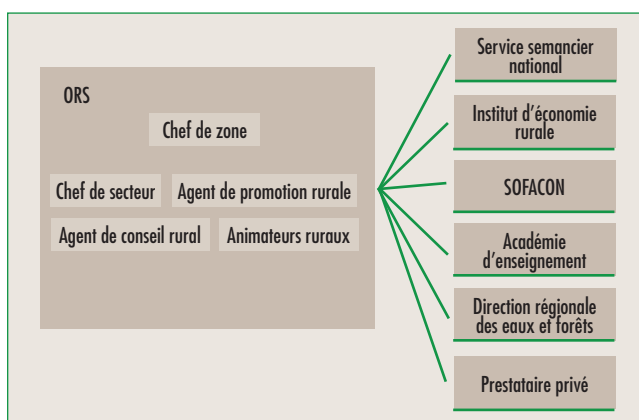 ORS
Chef de zone
Chef de secteur
Agent de promotion rurale
Agent de conseil rural
Animateurs ruraux
Service semancier
national
Institut d’économie
rurale
SOFACON
Académie
d’enseignement
Direction régionale
des eaux et forêts
Prestataire privé